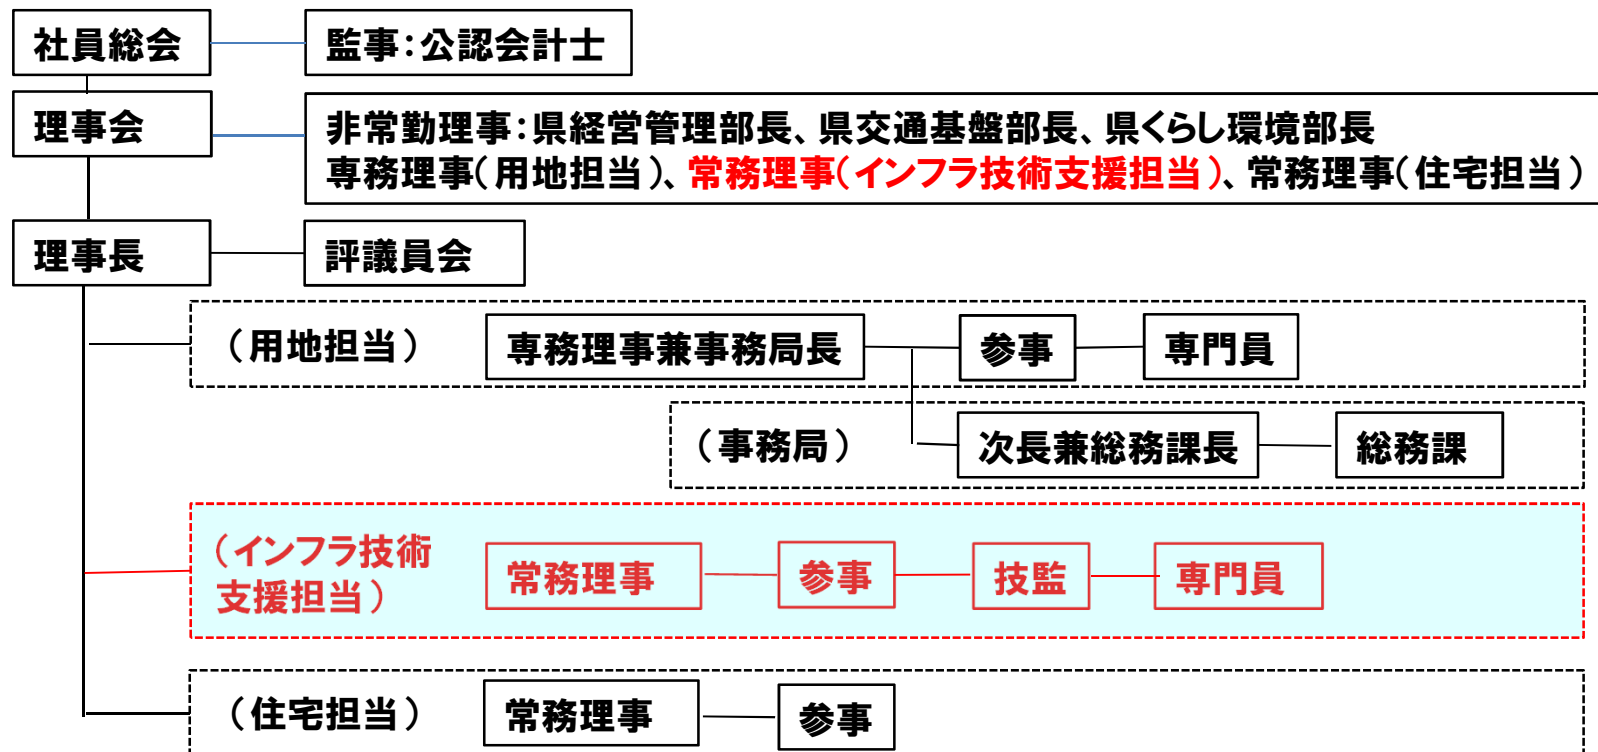 社員総会
監事：公認会計士
理事会
非常勤理事：県経営管理部長、県交通基盤部長、県くらし環境部長
専務理事（用地担当）、常務理事（インフラ技術支援担当）、常務理事（住宅担当）
理事長
評議員会
（用地担当）
専務理事兼事務局長
参事
専門員
（事務局）
次長兼総務課長
総務課
（インフラ技術
支援担当）
常務理事
参事
技監
専門員
（住宅担当）
常務理事
参事